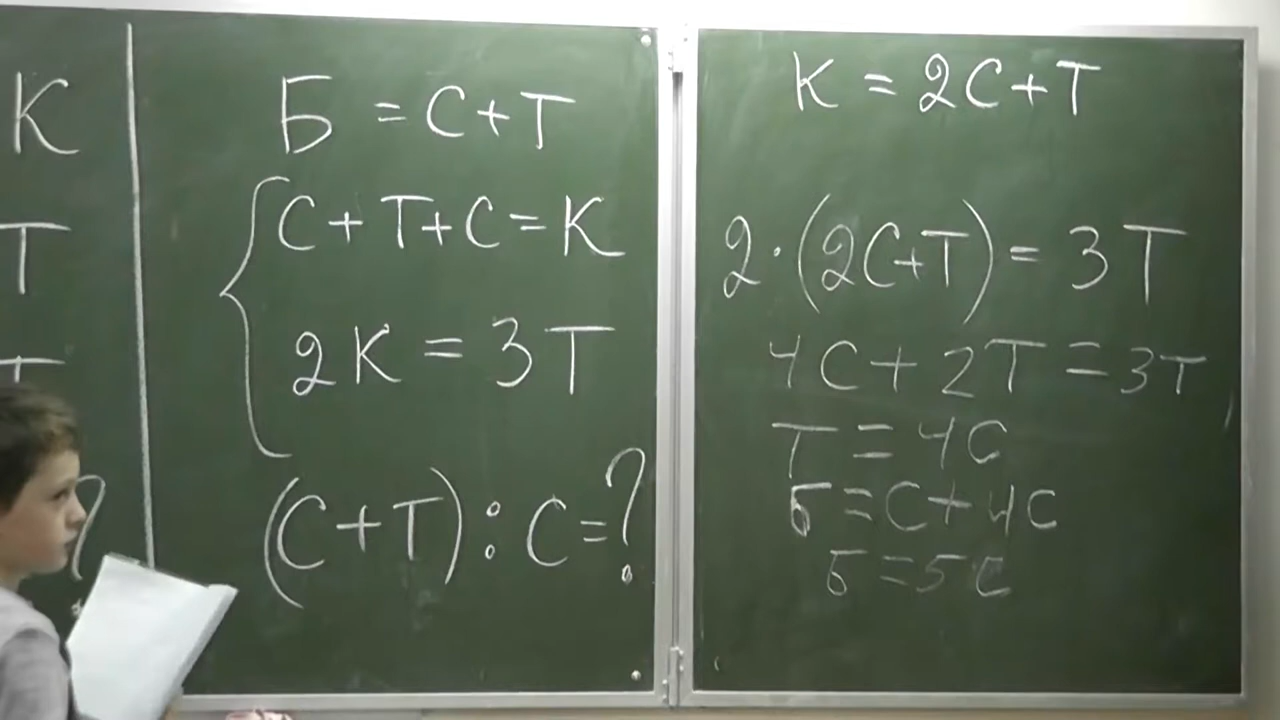 К
Т
Т
?
Б = С+Т
С+Т+С=К
2К = 3Т
(С+Т):С=?
К = 2С+Т
2·(2С+Т)=3Т
4С+2Т=3Т
Т=4С
Б=С+4С
Б=5С